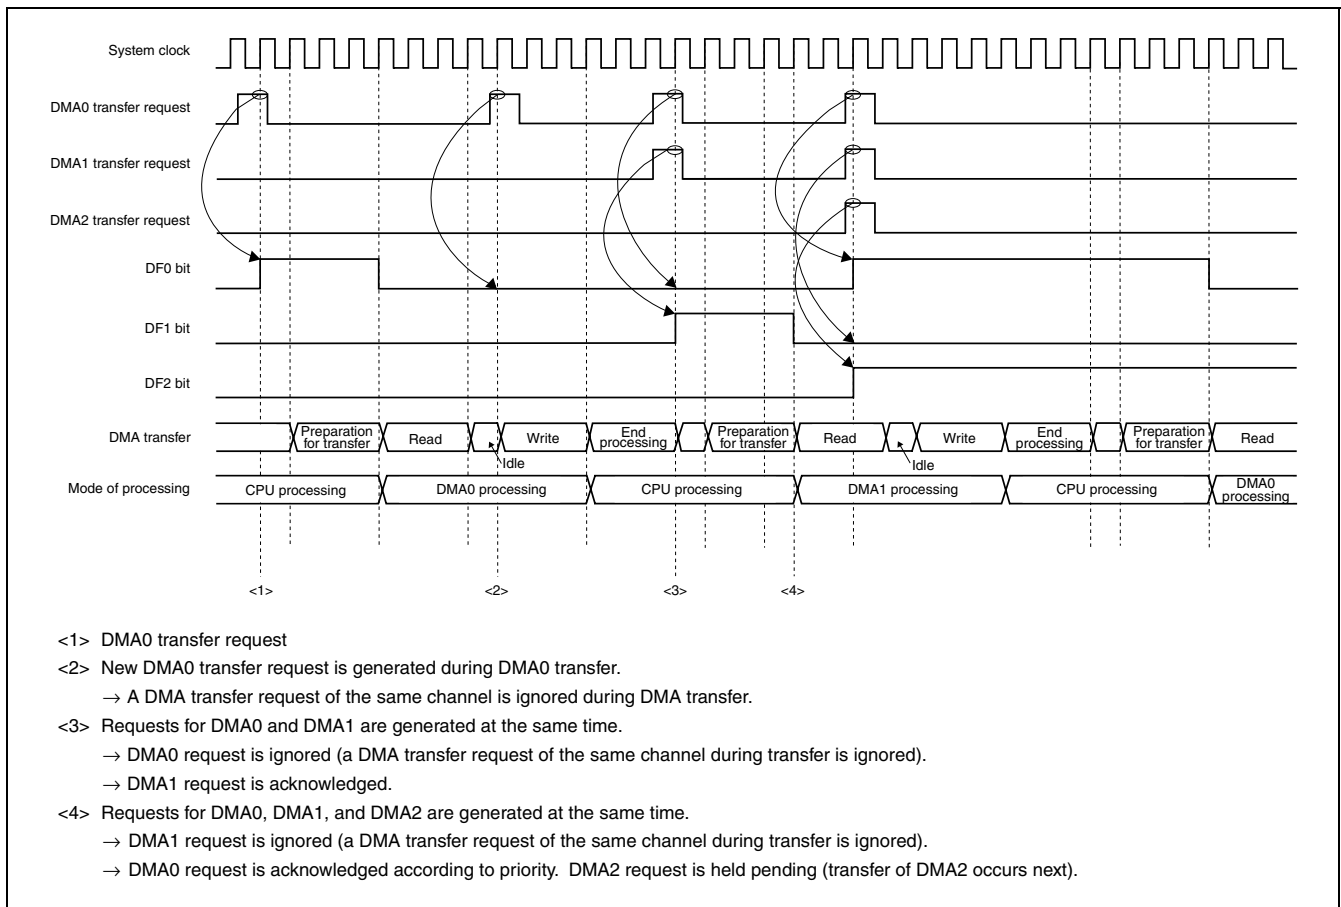 System clock
DMA0 transfer request
DMA1 transfer request
DMA2 transfer request
DF0 bit
DF1 bit
DF2 bit
DMA transfer
Preparation
for transfer
Read
Idle
Write
End
processing
Preparation
for transfer
Read
Idle
Write
End
processing
Preparation
for transfer
Read
Mode of processing
CPU processing
DMA0 processing
CPU processing
DMA1 processing
CPU processing
DMA0
processing
<1>
<2>
<3>
<4>
<1> DMA0 transfer request
<2> New DMA0 transfer request is generated during DMA0 transfer.
→ A DMA transfer request of the same channel is ignored during DMA transfer.
<3> Requests for DMA0 and DMA1 are generated at the same time.
→ DMA0 request is ignored (a DMA transfer request of the same channel during transfer is ignored).
→ DMA1 request is acknowledged.
<4> Requests for DMA0, DMA1, and DMA2 are generated at the same time.
→ DMA1 request is ignored (a DMA transfer request of the same channel during transfer is ignored).
→ DMA0 request is acknowledged according to priority. DMA2 request is held pending (transfer of DMA2 occurs next).